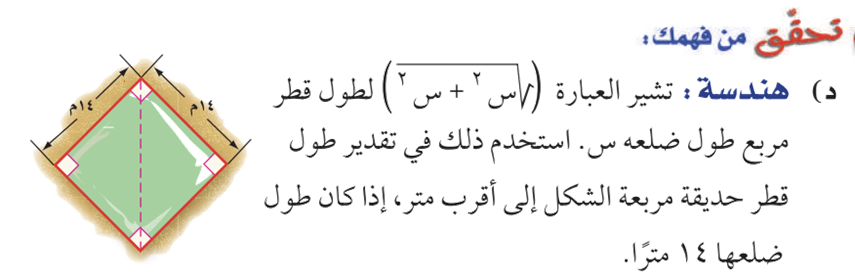 تحقّق من فهمك:
د) هندسة: تشير العبارة (√س٢ + س٢) لطول قطر
مربع طول ضلعه س. استخدم ذلك في تقدير طول
قطر حديقة مربعة الشكل إلى أقرب متر، إذا كان طول
ضلعها ١٤ مترًا.
١٤م
١٤م